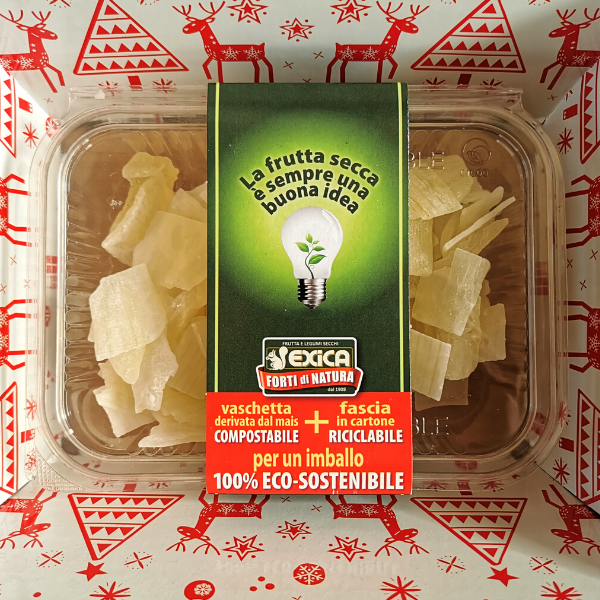 La frutta secca
è sempre una
buona idea
FRUTTA E LEGUMI SECCHI
EXICA
FORTI di NATURA
dal 1908
vaschetta
derivata dal mais
COMPOSTABILE
+
fascia
in cartone
RICICLABILE
per un imballo
100% ECO-SOSTENIBILE